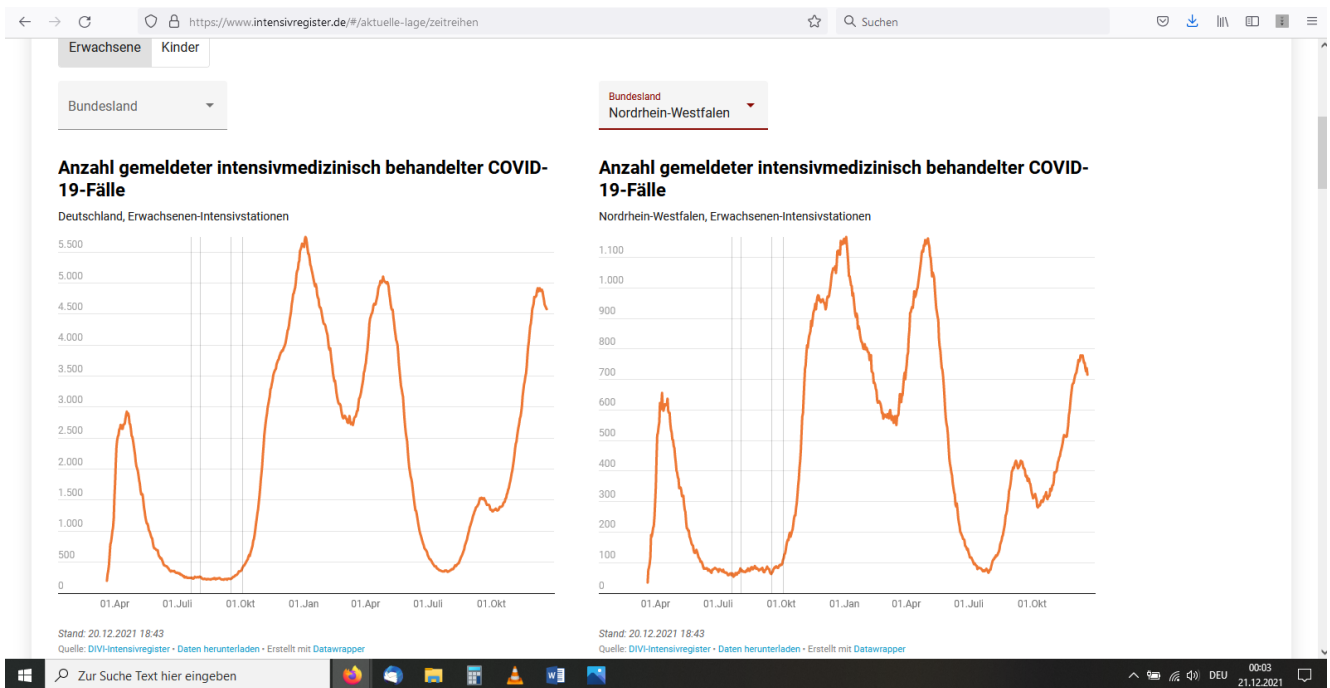 https://www.intensivregister.de/#/aktuelle-lage/zeitreihen
Suchen
Erwachsene
Kinder
Bundesland
Bundesland
Nordrhein-Westfalen
Anzahl gemeldeter intensivmedizinisch behandelter COVID-
19-Fälle
Deutschland, Erwachsenen-Intensivstationen
5.500
5.000
4.500
4.000
3.500
3.000
2.500
2.000
1.500
1.000
500
0
01.Apr 01.Juli 01.Okt 01.Jan 01.Apr 01.Juli 01.Okt
Stand: 20.12.2021 18:43
Quelle: DIVI-Intensivregister • Daten herunterladen • Erstellt mit Datawrapper
Anzahl gemeldeter intensivmedizinisch behandelter COVID-
19-Fälle
Nordrhein-Westfalen, Erwachsenen-Intensivstationen
1.100
1.000
900
800
700
600
500
400
300
200
100
0
01.Apr 01.Juli 01.Okt 01.Jan 01.Apr 01.Juli 01.Okt
Stand: 20.12.2021 18:43
Quelle: DIVI-Intensivregister • Daten herunterladen • Erstellt mit Datawrapper
Zur Suche Text hier eingeben
DEU
00:03
21.12.2021